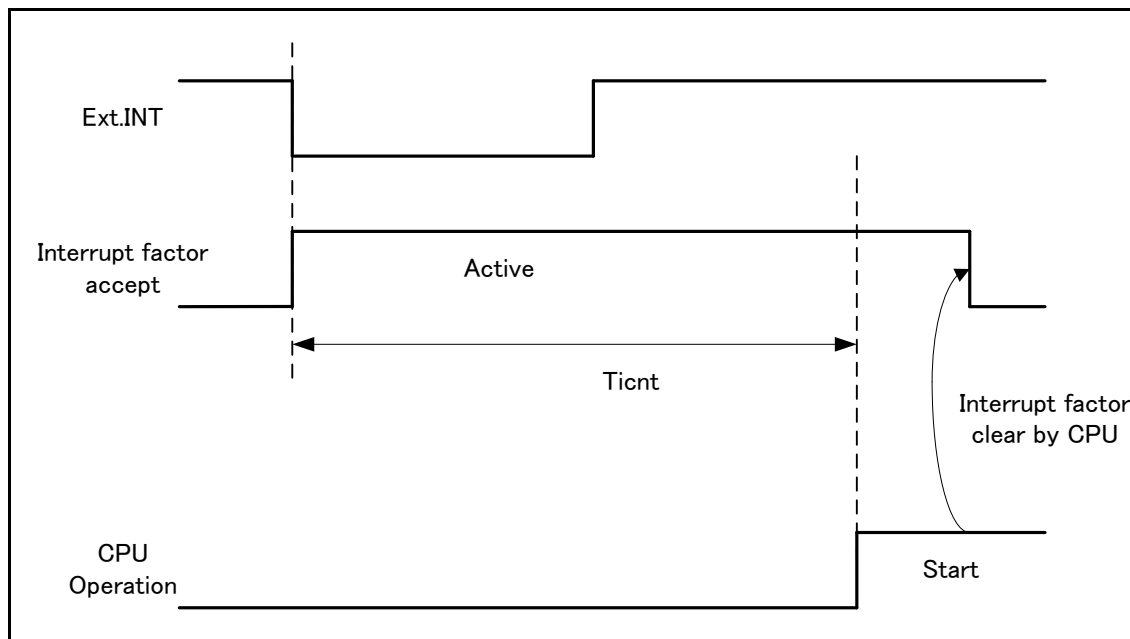 Ext.INT
Interrupt factor
accept
Active
Ticnt
Interrupt factor
clear by CPU
CPU
Operation
Start